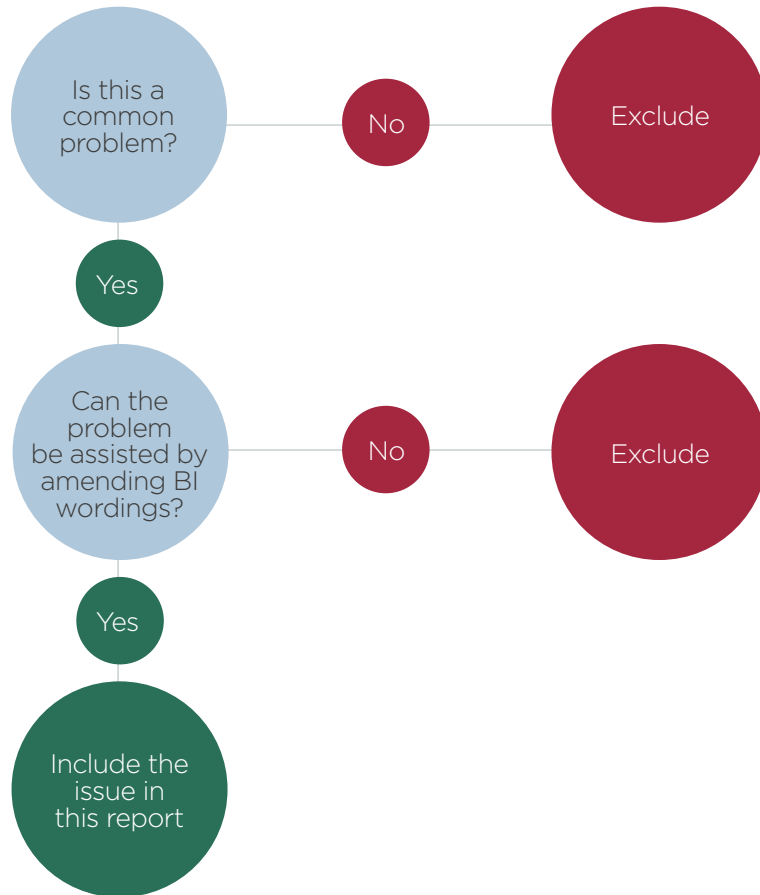 Is this a
common
problem?
No
Exclude
Yes
Can the
problem
be assisted by
amending BI
wordings?
No
Exclude
Yes
Include the
issue in
this report